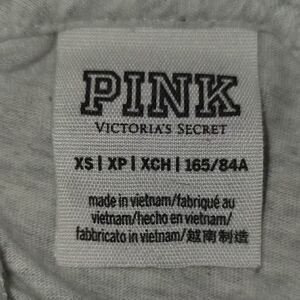 PINK
VICTORIA'S SECRET
XS | XP | XCH | 165/84A
made in vietnam/fabriqué au
vietnam/hecho en vietnam/
fabbricato in vietnam/越南制造